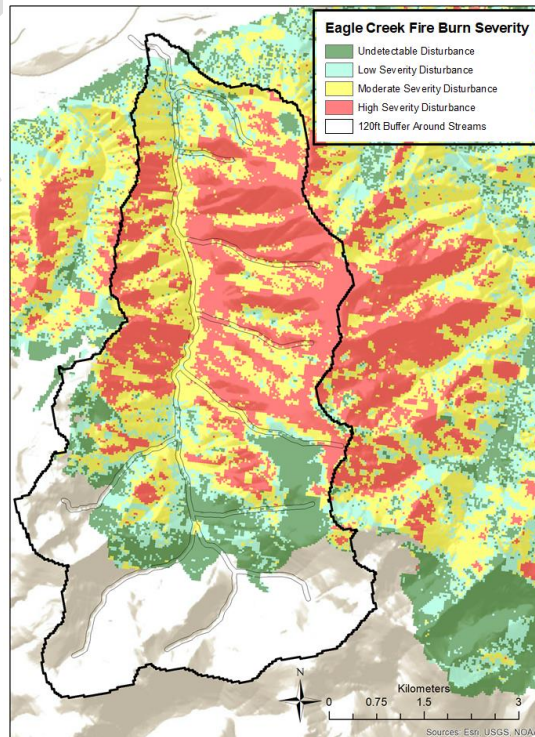 Eagle Creek Fire Burn Severity
Undetectable Disturbance
Low Severity Disturbance
Moderate Severity Disturbance
High Severity Disturbance
120ft Buffer Around Streams
N
Kilometers
0 0.75 1.5 3
Sources: Esri, USGS, NOAA